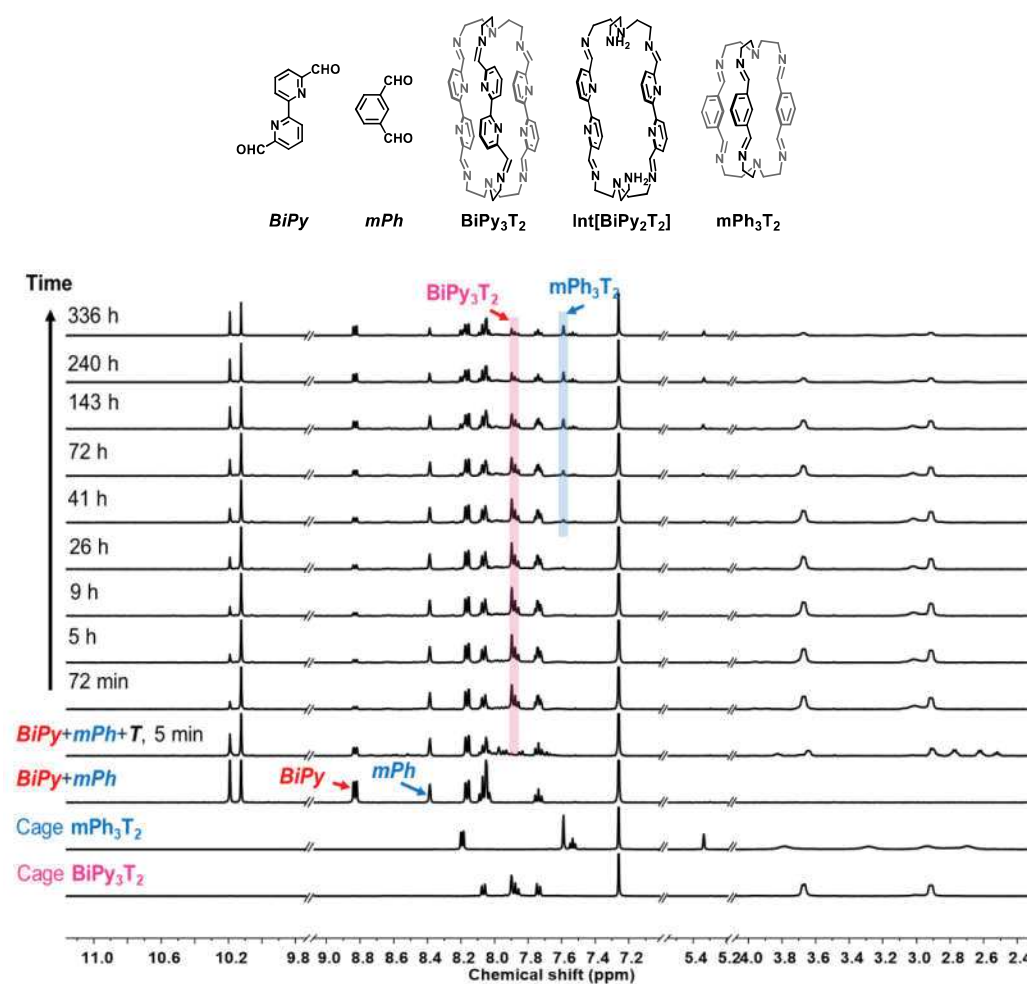 CHO
OHC
N
N
BiPy
CHO
CHO
mPh
BiPy₃T₂
NH₂
NH₂
Int[BiPy₂T₂]
mPh₃T₂
Time
BiPy₃T₂
mPh₃T₂
336 h
240 h
143 h
72 h
41 h
26 h
9 h
5 h
72 min
BiPy+mPh+T, 5 min
BiPy+mPh
BiPy
mPh
Cage mPh₃T₂
Cage BiPy₃T₂
11.0 10.2 9.8 9.0 8.8 8.6 8.4 8.2 8.0 7.8 7.6 7.4 7.2 5.4 5.2 4.0 3.8 3.6 3.4 3.2 3.0 2.8 2.6 2.4
Chemical shift (ppm)